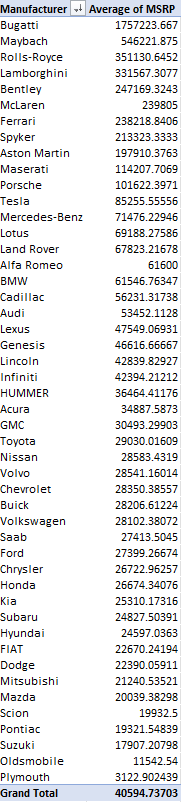 Manufacturer Average of MSRP
Bugatti 1757223.667
Maybach 546221.875
Rolls-Royce 351130.6452
Lamborghini 331567.3077
Bentley 247169.3243
McLaren 239805
Ferrari 238218.8406
Spyker 213323.3333
Aston Martin 197910.3763
Maserati 114207.7069
Porsche 101622.3971
Tesla 85255.55556
Mercedes-Benz 71476.22946
Lotus 69188.27586
Land Rover 67823.21678
Alfa Romeo 61600
BMW 61546.76347
Cadillac 56231.31738
Audi 53452.1128
Lexus 47549.06931
Genesis 46616.66667
Lincoln 42839.82927
Infiniti 42394.21212
HUMMER 36464.41176
Acura 34887.5873
GMC 30493.29903
Toyota 29030.01609
Nissan 28583.4319
Volvo 28541.16014
Chevrolet 28350.38557
Buick 28206.61224
Volkswagen 28102.38072
Saab 27413.5045
Ford 27399.26674
Chrysler 26722.96257
Honda 26674.34076
Kia 25310.17316
Subaru 24827.50391
Hyundai 24597.0363
FIAT 22670.24194
Dodge 22390.05911
Mitsubishi 21240.53521
Mazda 20039.38298
Scion 19932.5
Pontiac 19321.54839
Suzuki 17907.20798
Oldsmobile 11542.54
Plymouth 3122.902439
Grand Total 40594.73703